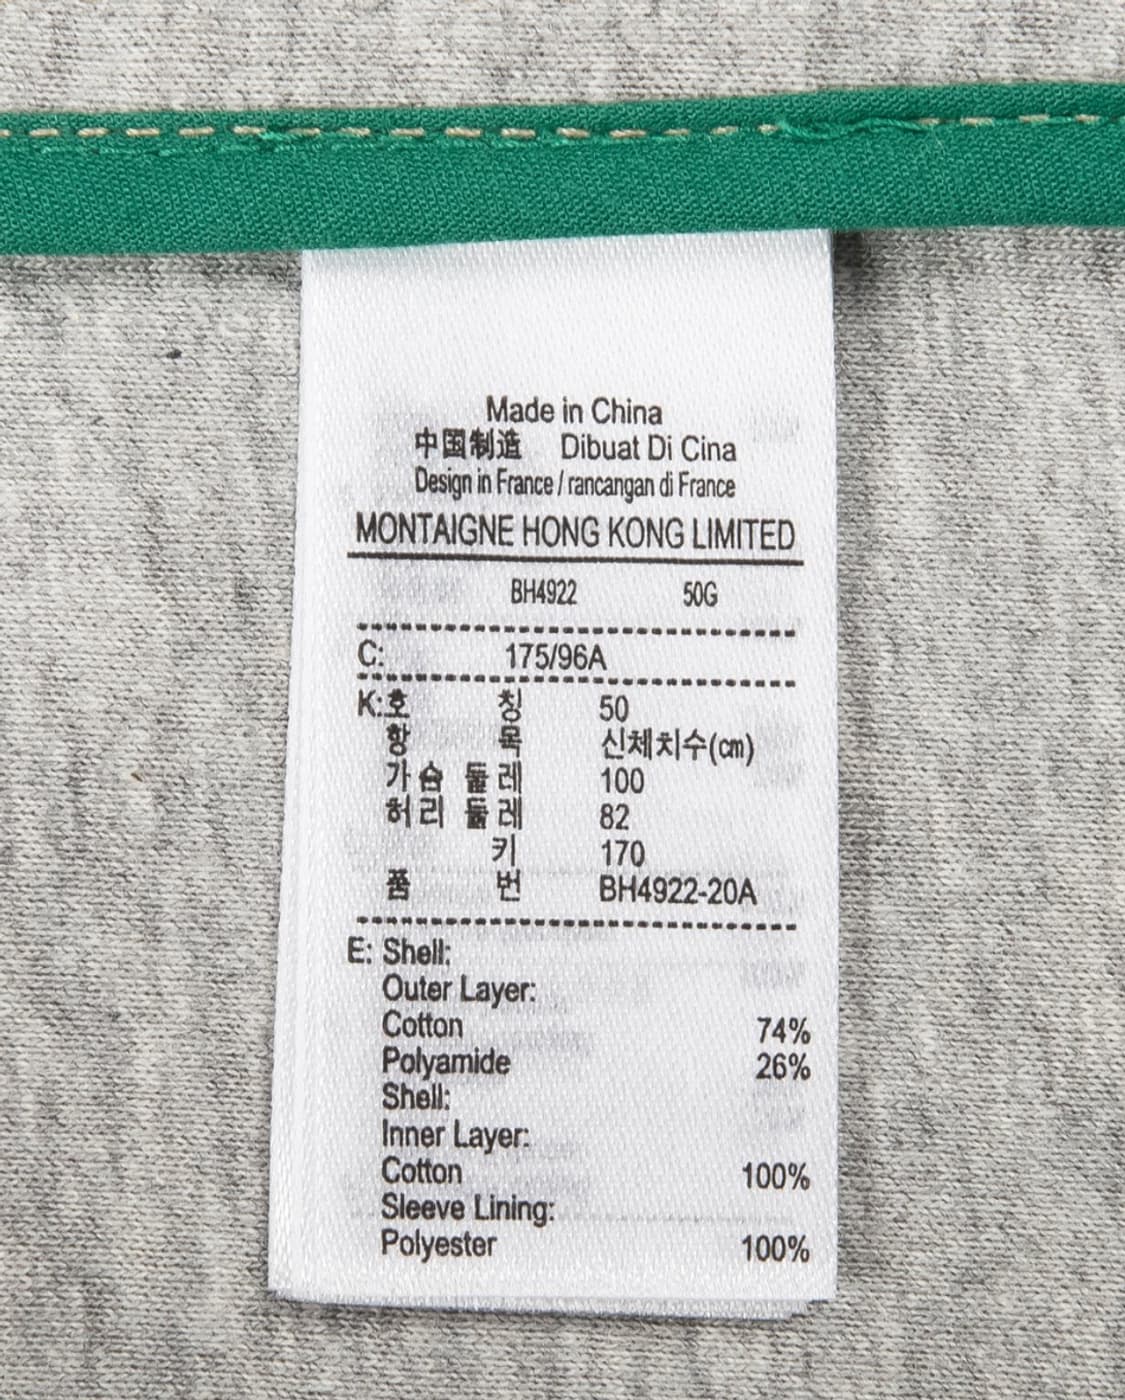 Made in China
中国制造 Dibuat Di Cina
Design in France / rancangan di France
MONTAIGNE HONG KONG LIMITED
BH4922 50G
C: 175/96A
K:호 칭 50
항 목 신체치수(cm)
가슴 둘레 100
허리 둘레 82
키 170
품 번 BH4922-20A
E: Shell:
Outer Layer:
Cotton 74%
Polyamide 26%
Shell:
Inner Layer:
Cotton 100%
Sleeve Lining:
Polyester 100%